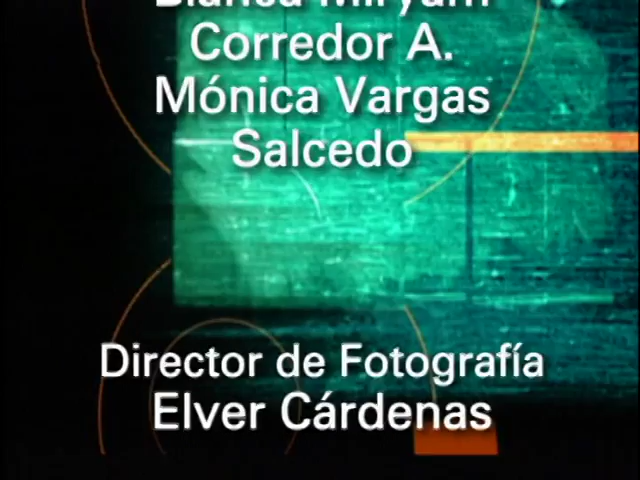 Corredor A.
Mónica Vargas
Salcedo
Director de Fotografía
Elver Cárdenas